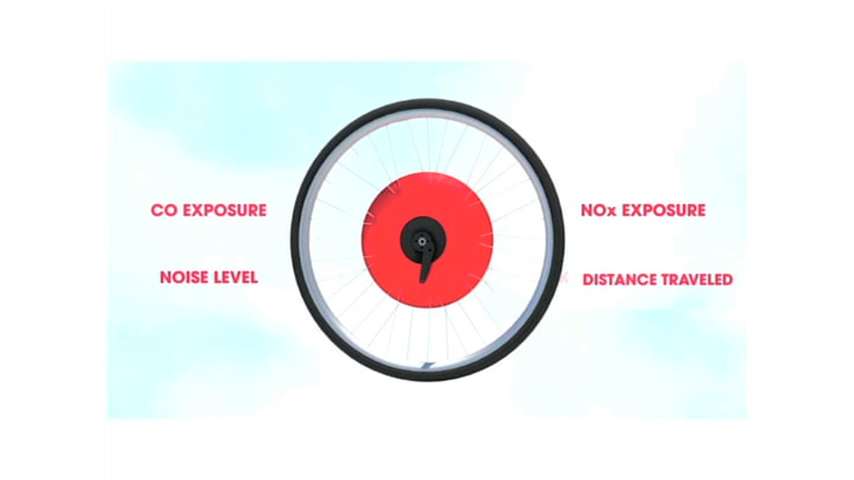 CO EXPOSURE
NOx EXPOSURE
NOISE LEVEL
DISTANCE TRAVELED